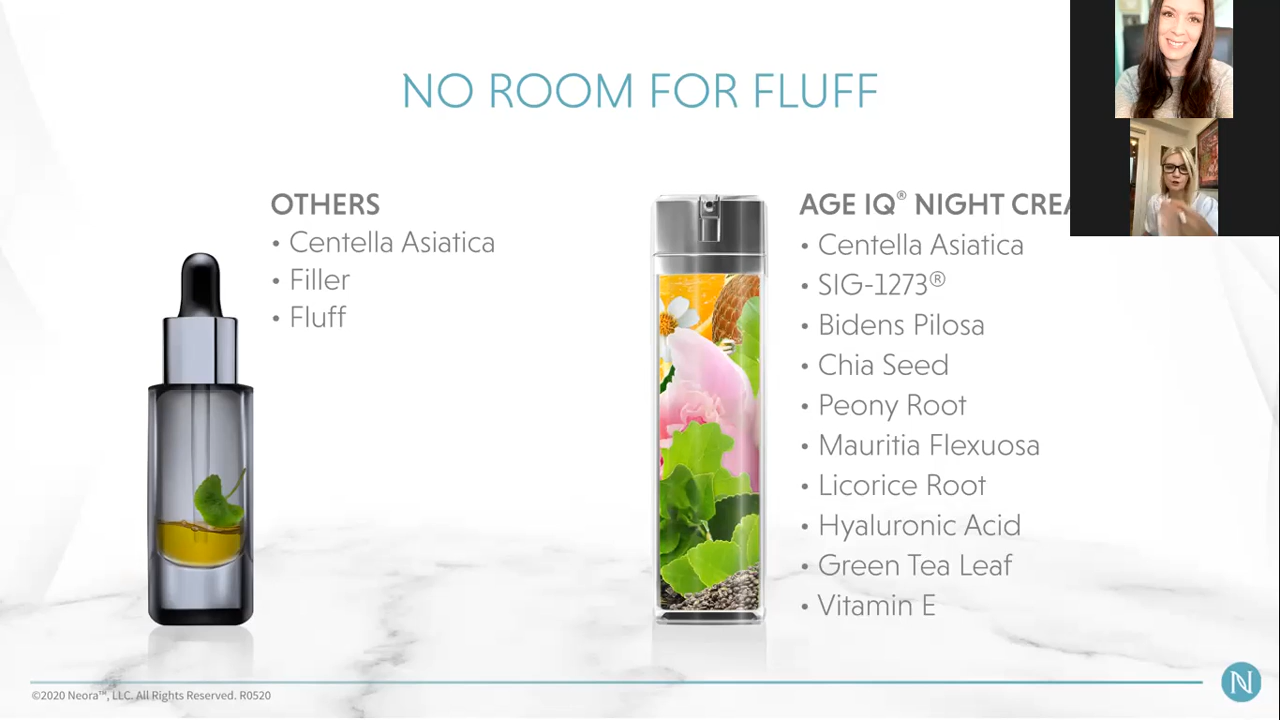 NO ROOM FOR FLUFF
OTHERS
• Centella Asiatica
• Filler
• Fluff
AGE IQ® NIGHT
• Centella Asiatica
• SIG-1273®
• Bidens Pilosa
• Chia Seed
• Peony Root
• Mauritia Flexuosa
• Licorice Root
• Hyaluronic Acid
• Green Tea Leaf
• Vitamin E
©2020 Neora™, LLC. All Rights Reserved. R0520
N